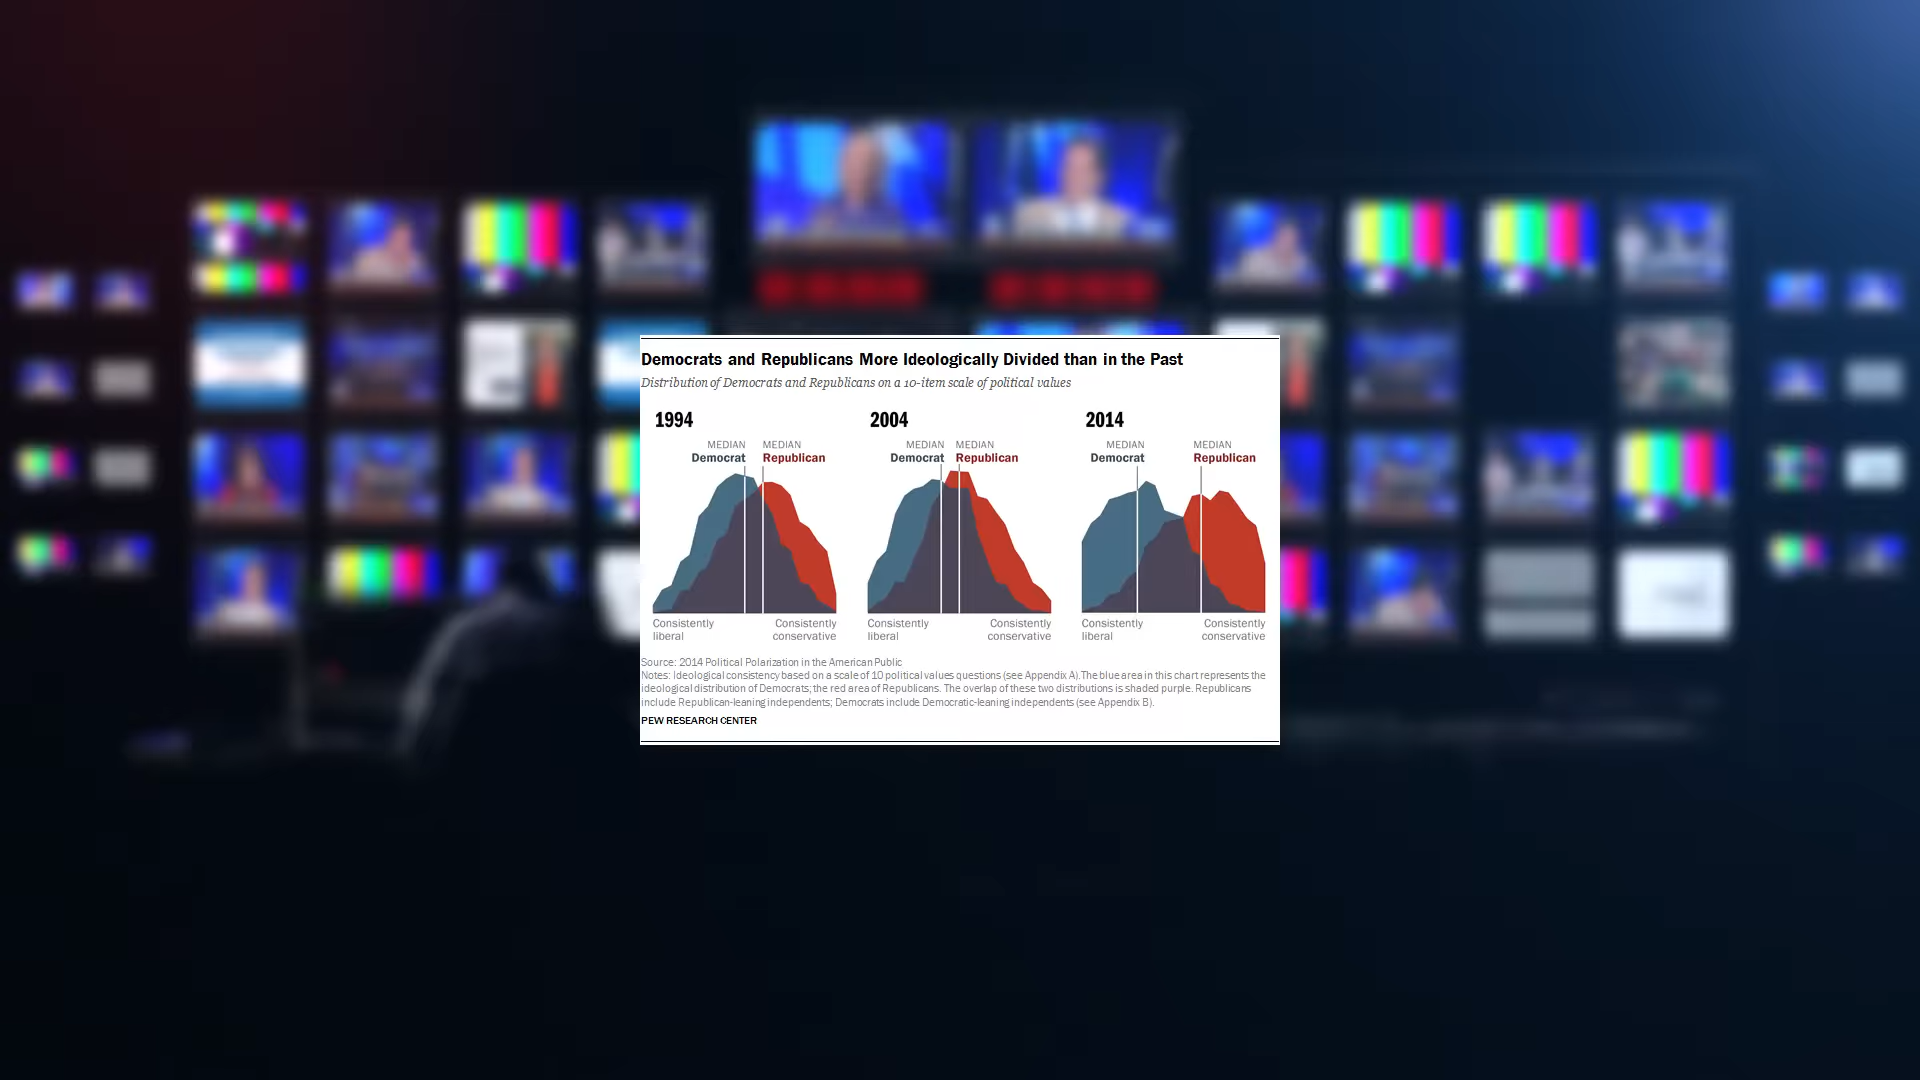 Democrats and Republicans More Ideologically Divided than in the Past
Distribution of Democrats and Republicans on a 10-item scale of political values
1994
MEDIAN Democrat
MEDIAN Republican
Consistently liberal
Consistently conservative
2004
MEDIAN Democrat
MEDIAN Republican
Consistently liberal
Consistently conservative
2014
MEDIAN Democrat
MEDIAN Republican
Consistently liberal
Consistently conservative
Source: 2014 Political Polarization in the American Public
Notes: Ideological consistency based on a scale of 10 political values questions (see Appendix A).The blue area in this chart represents the
ideological distribution of Democrats; the red area of Republicans. The overlap of these two distributions is shaded purple. Republicans
include Republican-leaning independents; Democrats include Democratic-leaning independents (see Appendix B).
PEW RESEARCH CENTER